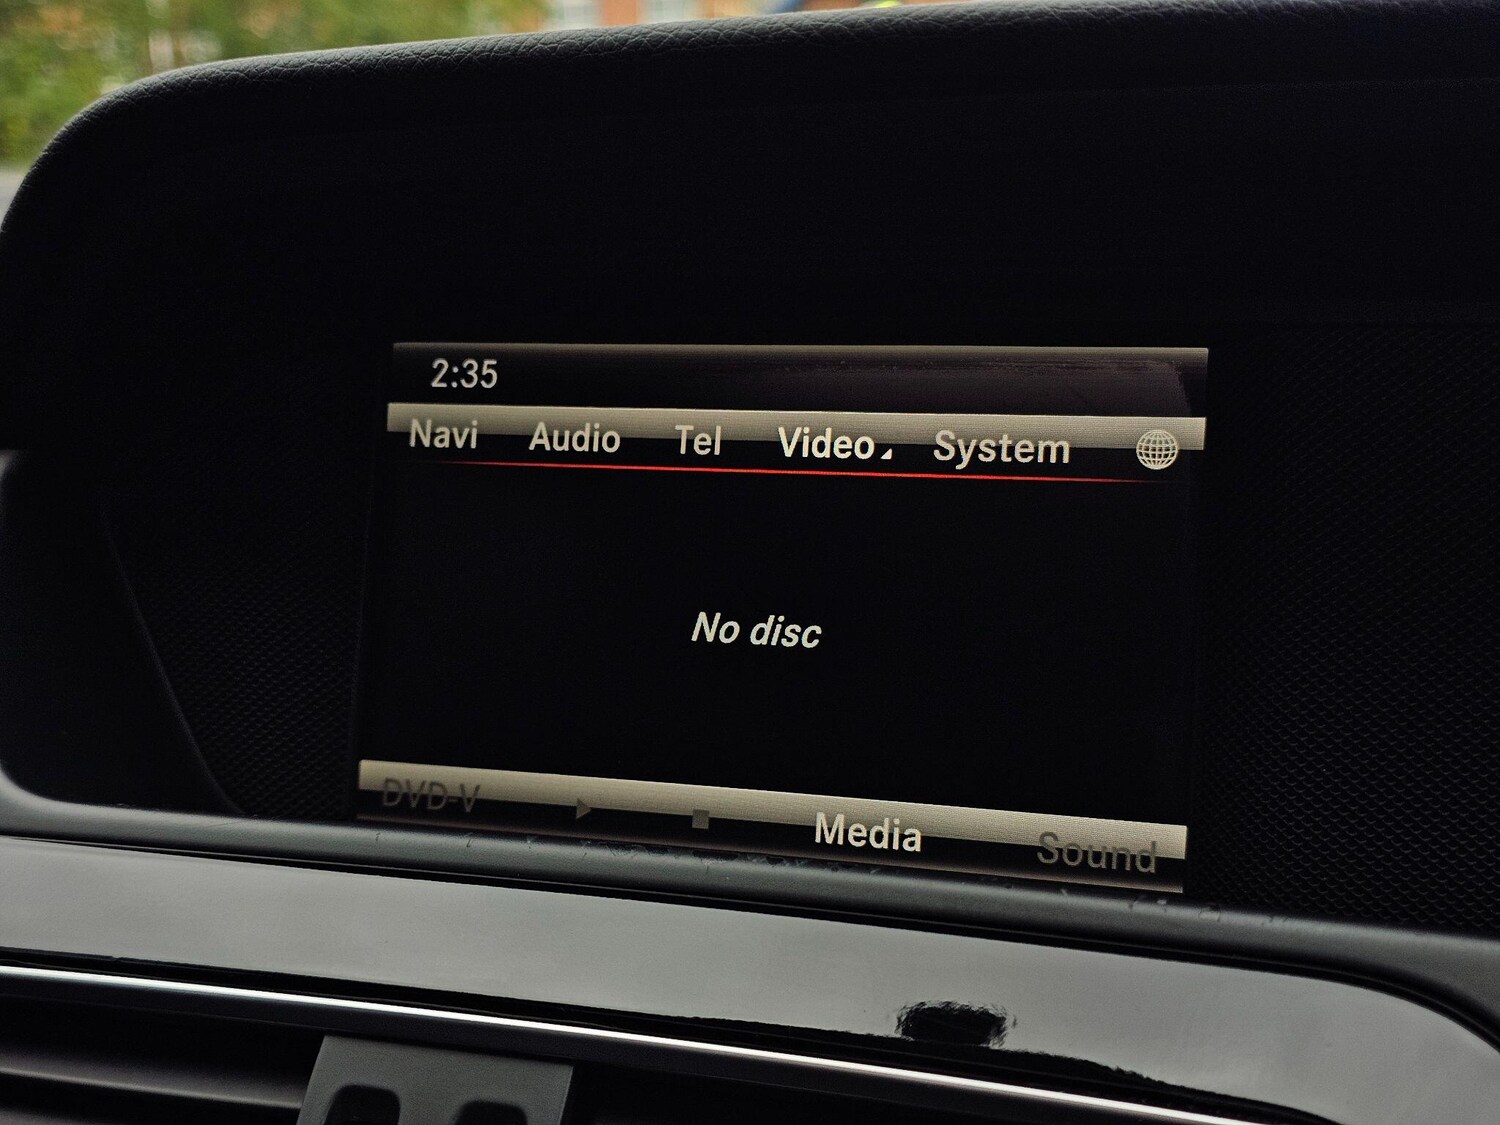 2:35
Navi Audio Tel Video System
No disc
DVD-V Media Sound